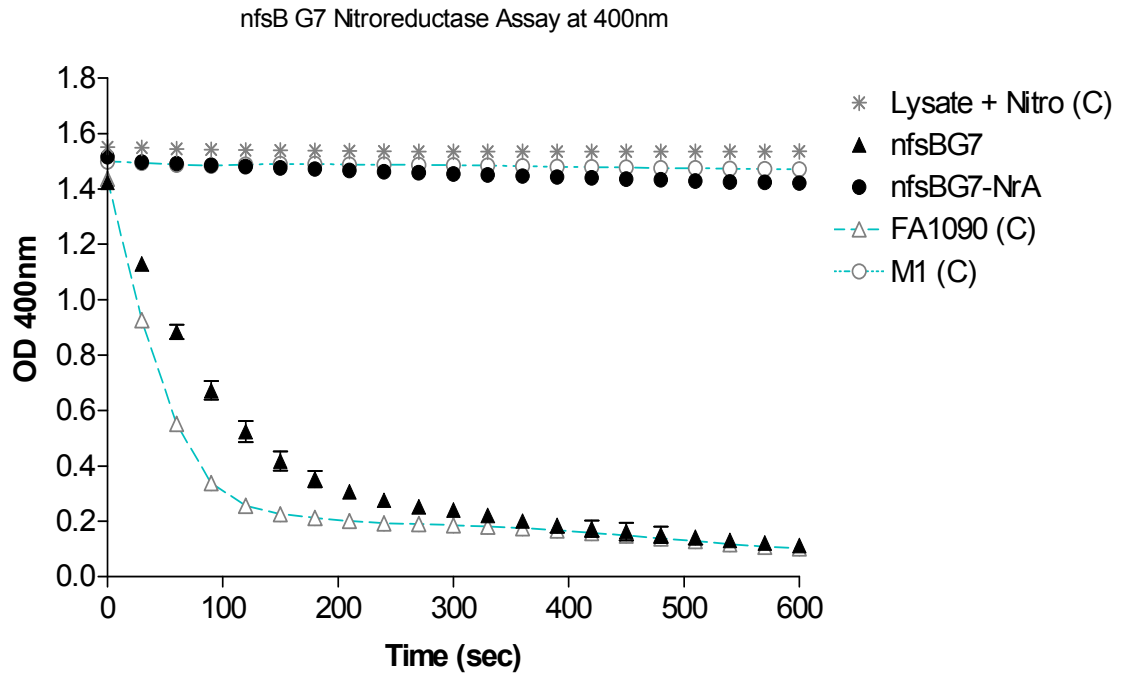 nfsB G7 Nitroreductase Assay at 400nm
1.8
1.6
1.4
1.2
1.0
0.8
0.6
0.4
0.2
0.0
OD 400nm
0 100 200 300 400 500 600
Time (sec)
Lysate + Nitro (C)
nfsBG7
nfsBG7-NrA
FA1090 (C)
M1 (C)